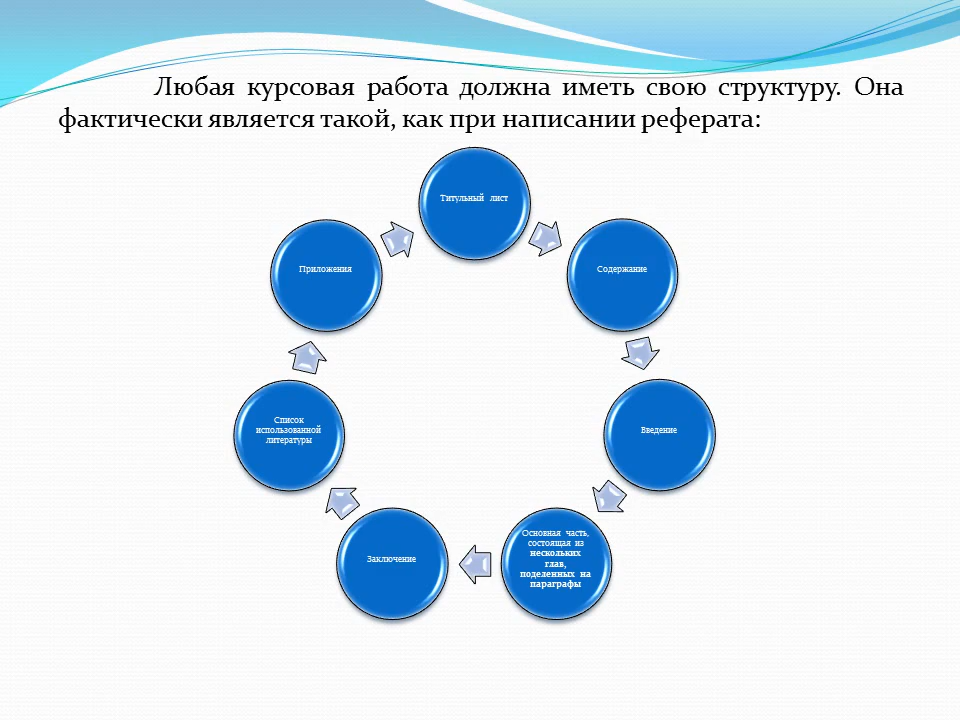 Любая курсовая работа должна иметь свою структуру. Она
фактически является такой, как при написании реферата:
Титульный лист
Содержание
Введение
Основная часть,
состоящая из
нескольких
глав,
поделенных на
параграфы
Заключение
Список
использованной
литературы
Приложения